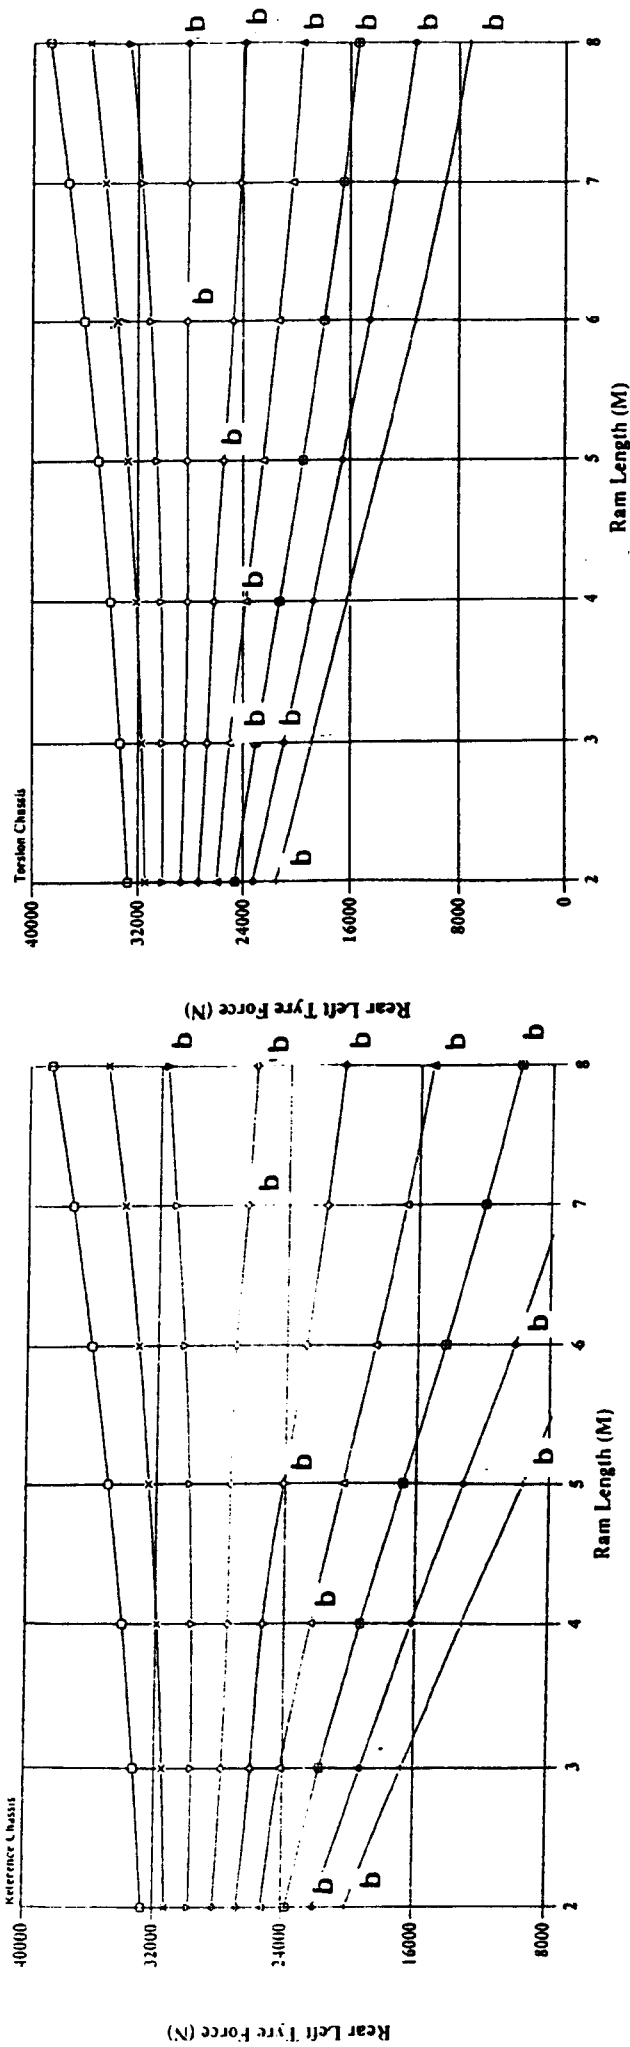 Reference Chassis
Rear Left Tyre Force (N)
40000
32000
24000
16000
8000
2
3
4
5
6
7
8
Ram Length (M)
b
b
b
b
b
b
b
b
b
b
b
b
Torsion Chassis
Rear Left Tyre Force (N)
40000
32000
24000
16000
8000
0
2
3
4
5
6
7
8
Ram Length (M)
b
b
b
b
b
b
b
b
b
b
b
b